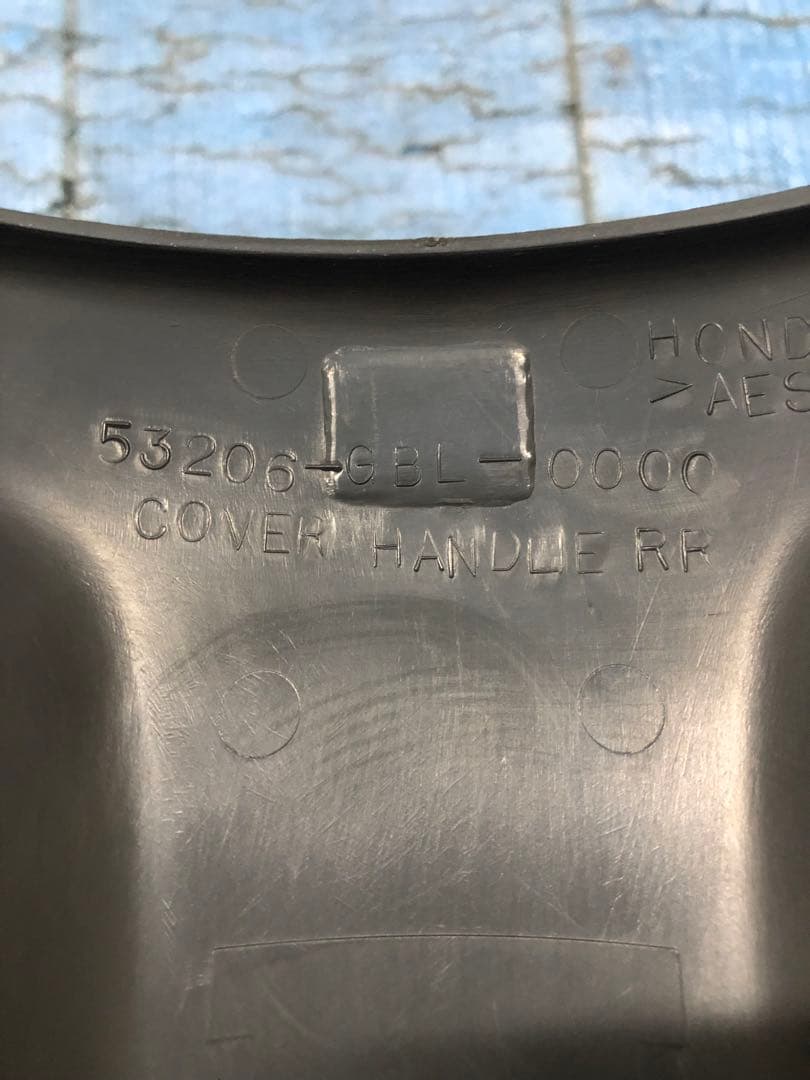 HOND
>AES
53206-GBL-0000
COVER HANDLE RR